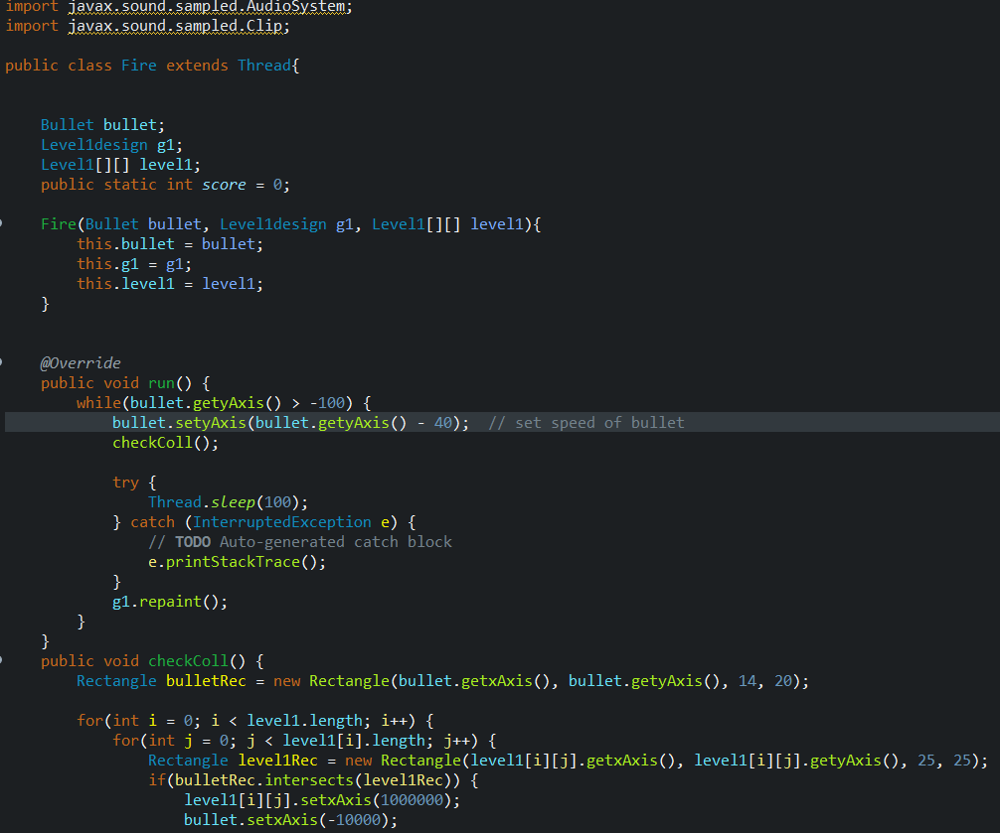 import javax.sound.sampled.AudioSystem;
import javax.sound.sampled.Clip;
public class Fire extends Thread{
Bullet bullet;
Level1design g1;
Level1[][] level1;
public static int score = 0;
Fire(Bullet bullet, Level1design g1, Level1[][] level1){
this.bullet = bullet;
this.g1 = g1;
this.level1 = level1;
}
@Override
public void run() {
while(bullet.getyAxis() > -100) {
bullet.setyAxis(bullet.getyAxis() - 40);  // set speed of bullet
checkColl();
try {
Thread.sleep(100);
} catch (InterruptedException e) {
// TODO Auto-generated catch block
e.printStackTrace();
}
g1.repaint();
}
}
public void checkColl() {
Rectangle bulletRec = new Rectangle(bullet.getxAxis(), bullet.getyAxis(), 14, 20);
for(int i = 0; i < level1.length; i++) {
for(int j = 0; j < level1[i].length; j++) {
Rectangle level1Rec = new Rectangle(level1[i][j].getxAxis(), level1[i][j].getyAxis(), 25, 25);
if(bulletRec.intersects(level1Rec)) {
level1[i][j].setxAxis(1000000);
bullet.setxAxis(-10000);